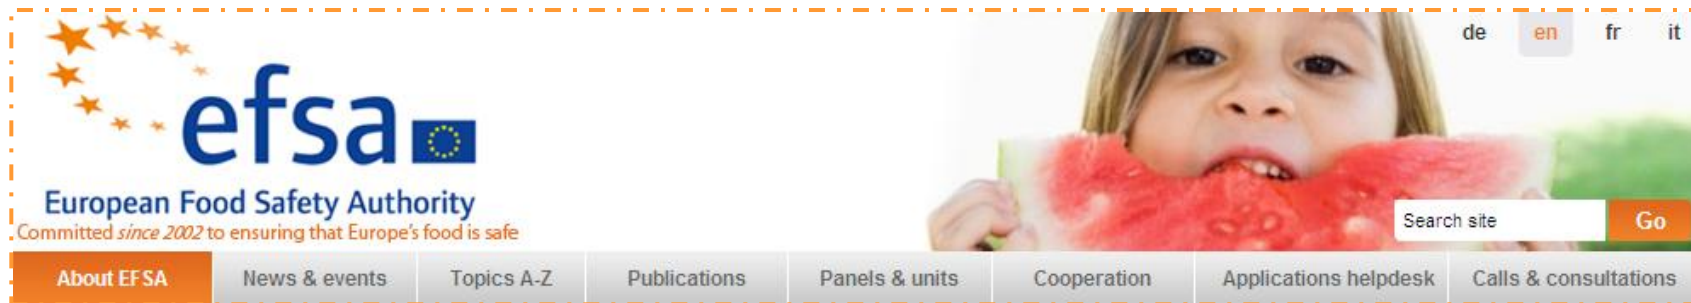 de en fr it
efsa
European Food Safety Authority
Committed since 2002 to ensuring that Europe's food is safe
Search site Go
About EFSA News & events Topics A-Z Publications Panels & units Cooperation Applications helpdesk Calls & consultations